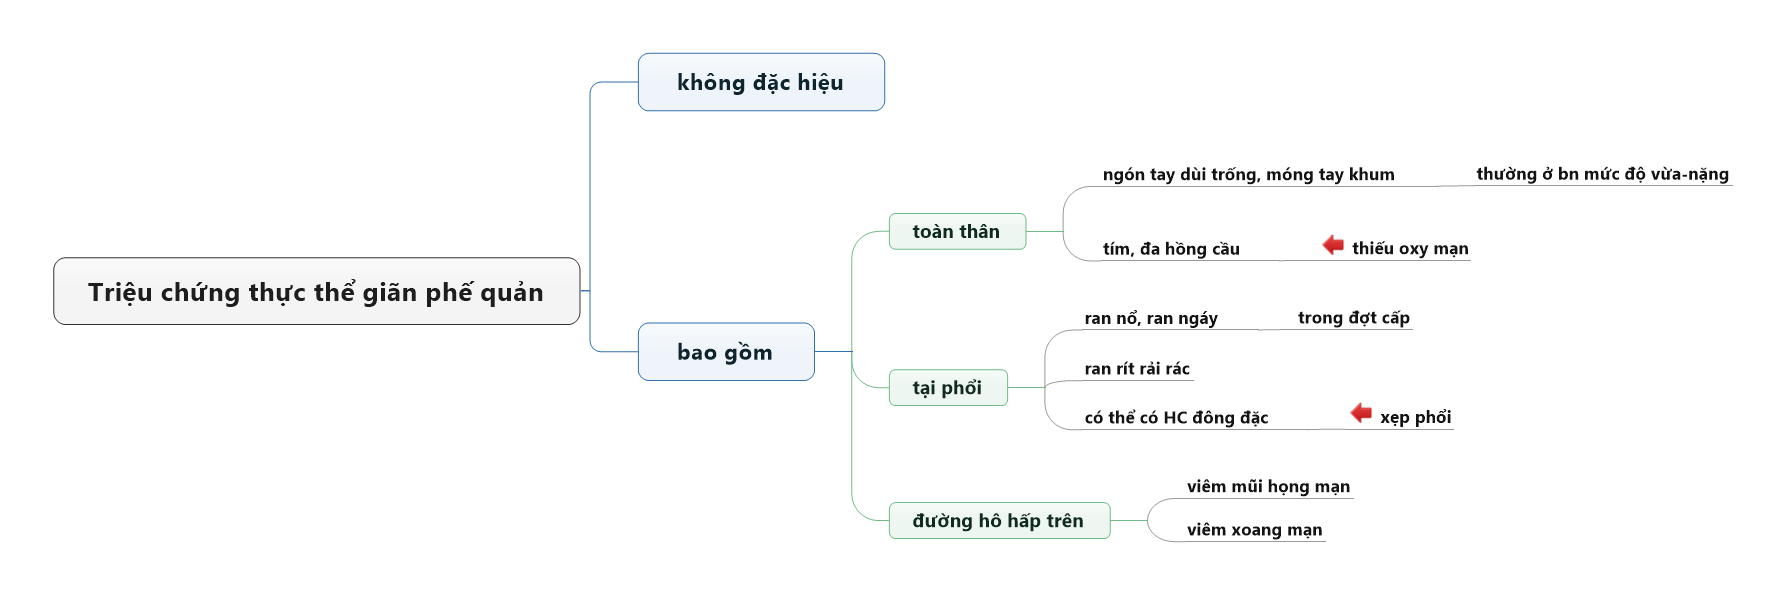 Triệu chứng thực thể giãn phế quản
không đặc hiệu
bao gồm
toàn thân
ngón tay dùi trống, móng tay khum
thường ở bn mức độ vừa-nặng
tím, đa hồng cầu
thiếu oxy mạn
tại phổi
ran nổ, ran ngáy
trong đợt cấp
ran rít rải rác
có thể có HC đông đặc
xẹp phổi
đường hô hấp trên
viêm mũi họng mạn
viêm xoang mạn